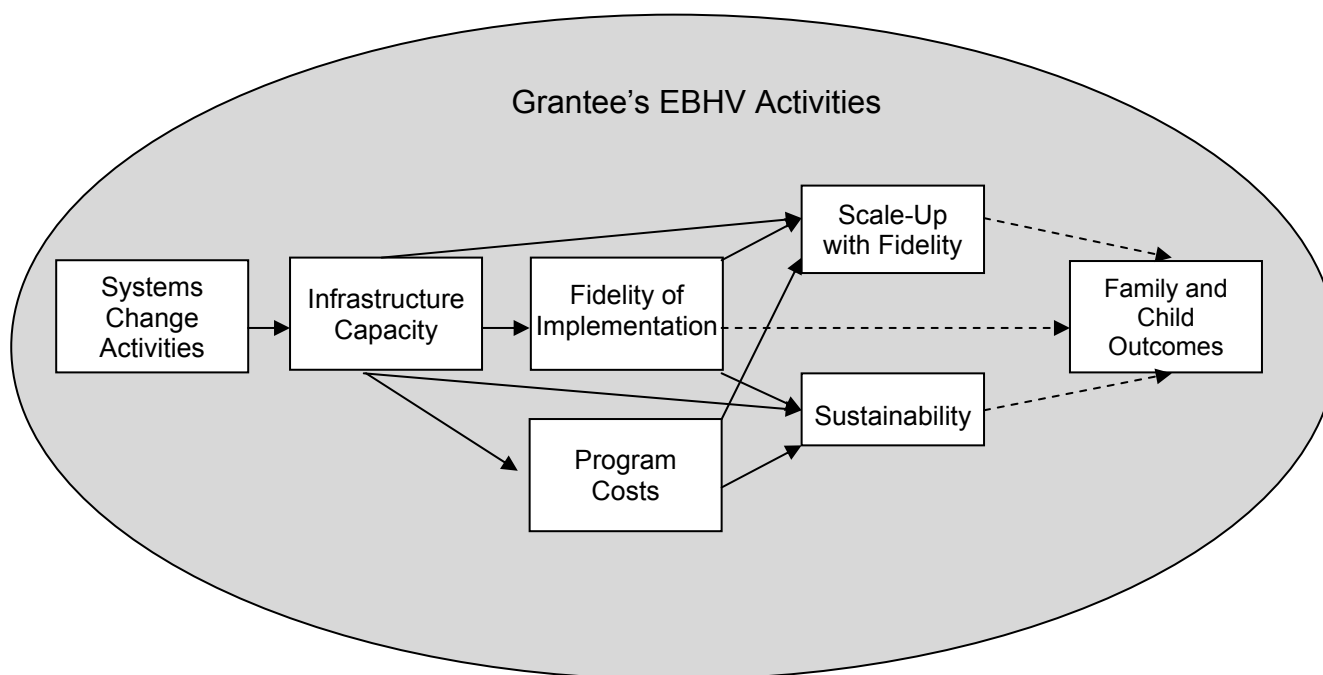 Grantee’s EBHV Activities
Systems
Change
Activities
Infrastructure
Capacity
Fidelity of
Implementation
Program
Costs
Scale-Up
with Fidelity
Sustainability
Family and
Child
Outcomes